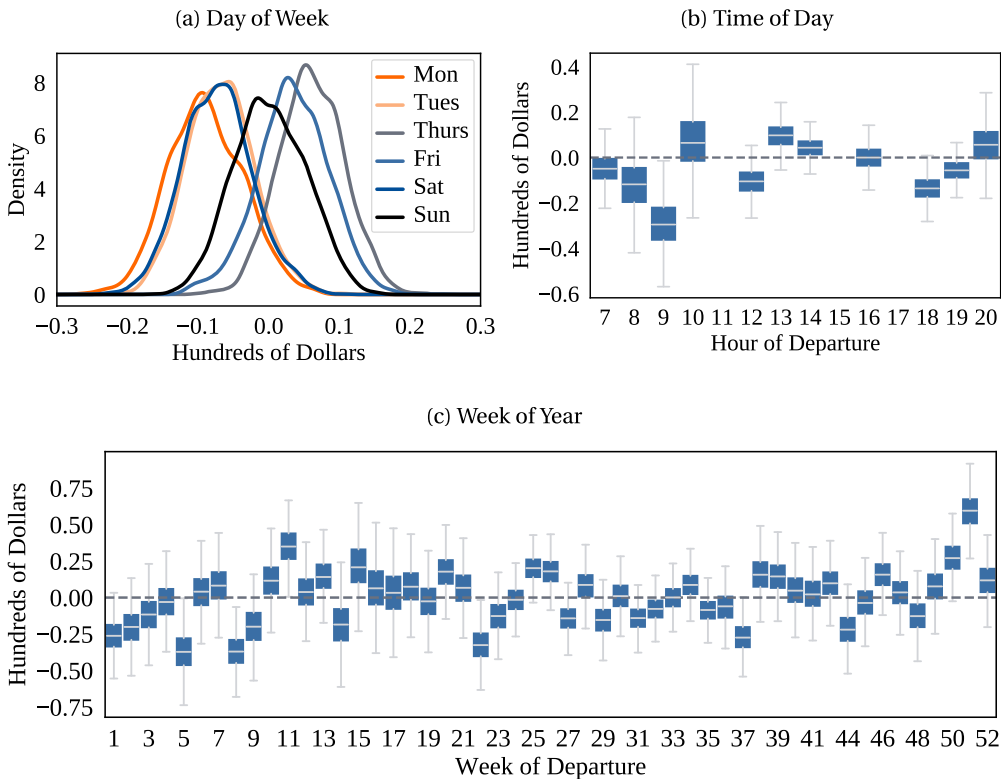 (a) Day of Week
Density
8
6
4
2
0
−0.3 −0.2 −0.1 0.0 0.1 0.2 0.3
Hundreds of Dollars
Mon
Tues
Thurs
Fri
Sat
Sun
(b) Time of Day
Hundreds of Dollars
0.4
0.2
0.0
−0.2
−0.4
−0.6
7 8 9 10 11 12 13 14 15 16 17 18 19 20
Hour of Departure
(c) Week of Year
Hundreds of Dollars
0.75
0.50
0.25
0.00
−0.25
−0.50
−0.75
1 3 5 7 9 11 13 15 17 19 21 23 25 27 29 31 33 35 37 39 41 44 46 48 50 52
Week of Departure